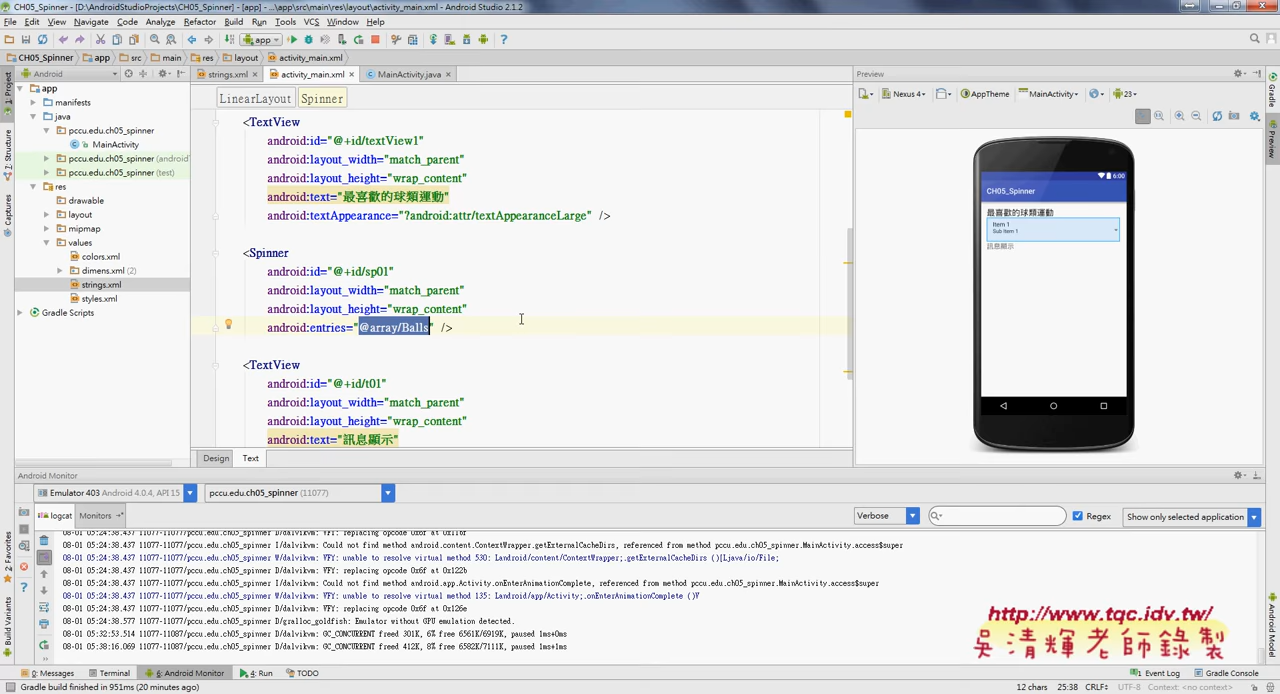 CH05_Spinner - [D:\AndroidStudioProjects\CH05_Spinner] - [app] - ...\app\src\main\res\layout\activity_main.xml - Android Studio 2.1.2
File Edit View Navigate Code Analyze Refactor Build Run Tools VCS Window Help
app
CH05_Spinner app src main res layout activity_main.xml
Android
strings.xml activity_main.xml MainActivity.java
Preview
LinearLayout Spinner
Nexus 4 AppTheme MainActivity 23
app
manifests
java
pccu.edu.ch05_spinner
MainActivity
pccu.edu.ch05_spinner (android
pccu.edu.ch05_spinner (test)
res
drawable
layout
mipmap
values
colors.xml
dimens.xml (2)
strings.xml
styles.xml
Gradle Scripts
1: Project
7: Structure
Captures
2: Favorites
Build Variants
<TextView
android:id="@+id/textView1"
android:layout_width="match_parent"
android:layout_height="wrap_content"
android:text="最喜歡的球類運動"
android:textAppearance="?android:attr/textAppearanceLarge" />
<Spinner
android:id="@+id/sp01"
android:layout_width="match_parent"
android:layout_height="wrap_content"
android:entries="@array/Balls" />
<TextView
android:id="@+id/t01"
android:layout_width="match_parent"
android:layout_height="wrap_content"
android:text="訊息顯示"
Design Text
6:00
CH05_Spinner
最喜歡的球類運動
Item 1
Sub Item 1
訊息顯示
Gradle
Preview
Android Model
Android Monitor
Emulator 403 Android 4.0.4, API 15 pccu.edu.ch05_spinner (11077)
logcat Monitors Verbose Regex Show only selected application
08-01 05:24:38.437 11077-11077/pccu.edu.ch05_spinner I/dalvikvm: Could not find method android.content.ContextWrapper.getExternalCacheDirs, referenced from method pccu.edu.ch05_spinner.MainActivity.access$super
08-01 05:24:38.437 11077-11077/pccu.edu.ch05_spinner W/dalvikvm: VFY: unable to resolve virtual method 530: Landroid/content/ContextWrapper;.getExternalCacheDirs ()[Ljava/io/File;
08-01 05:24:38.437 11077-11077/pccu.edu.ch05_spinner D/dalvikvm: VFY: replacing opcode 0x6f at 0x122b
08-01 05:24:38.437 11077-11077/pccu.edu.ch05_spinner I/dalvikvm: Could not find method android.app.Activity.onEnterAnimationComplete, referenced from method pccu.edu.ch05_spinner.MainActivity.access$super
08-01 05:24:38.437 11077-11077/pccu.edu.ch05_spinner W/dalvikvm: VFY: unable to resolve virtual method 135: Landroid/app/Activity;.onEnterAnimationComplete ()V
08-01 05:24:38.437 11077-11077/pccu.edu.ch05_spinner D/dalvikvm: VFY: replacing opcode 0x6f at 0x126e
08-01 05:24:38.577 11077-11077/pccu.edu.ch05_spinner D/gralloc_goldfish: Emulator without GPU emulation detected.
08-01 05:32:53.514 11077-11087/pccu.edu.ch05_spinner D/dalvikvm: GC_CONCURRENT freed 301K, 6% free 6561K/6919K, paused 1ms+0ms
08-01 05:38:16.069 11077-11087/pccu.edu.ch05_spinner D/dalvikvm: GC_CONCURRENT freed 412K, 8% free 6582K/7111K, paused 1ms+1ms
http://www.tqc.idv.tw/
吳清輝老師錄製
0: Messages Terminal 6: Android Monitor 4: Run TODO Event Log Gradle Console
Gradle build finished in 951ms (20 minutes ago) 12 chars 25:38 CRLF÷ UTF-8 Context: <no context>